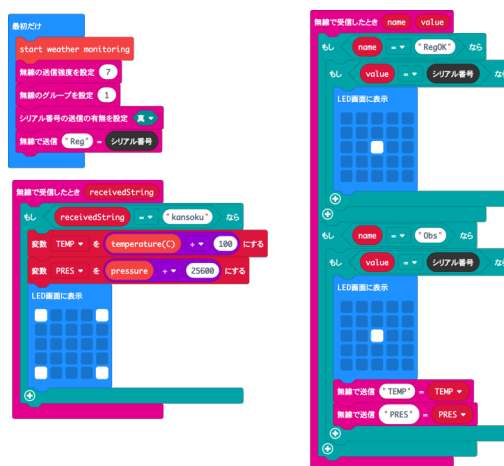 最初だけ
start weather monitoring
無線の送信強度を設定 7
無線のグループを設定 1
シリアル番号の送信の有無を設定 真
無線で送信 "Reg" = シリアル番号
無線で受信したとき receivedString
もし receivedString = "kansoku" なら
変数 TEMP を temperature(C) ÷ 100 にする
変数 PRES を pressure ÷ 25600 にする
LED画面に表示
無線で受信したとき name value
もし name = "RegOK" なら
もし value = シリアル番号 なら
LED画面に表示
もし name = "Obs" なら
もし value = シリアル番号 なら
LED画面に表示
無線で送信 "TEMP" = TEMP
無線で送信 "PRES" = PRES